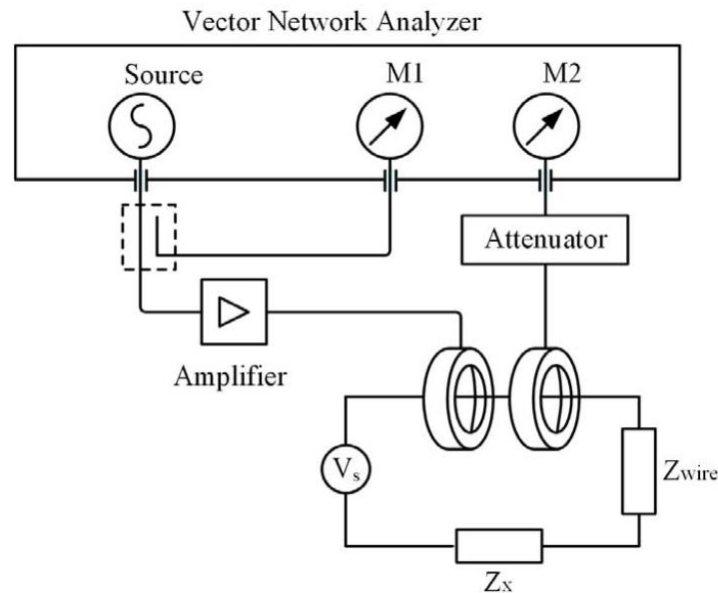 Vector Network Analyzer
Source
M1
M2
Attenuator
Amplifier
Vs
Zwire
Zx